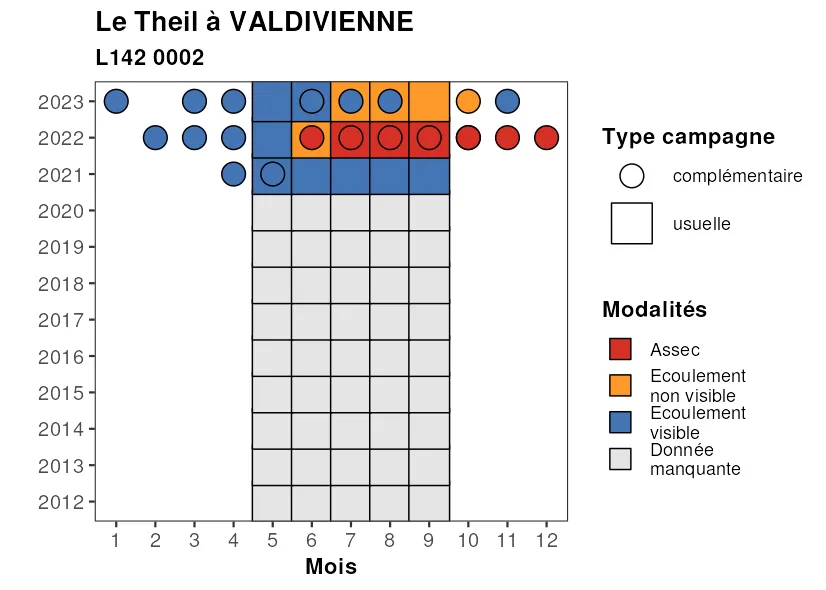 Le Theil à VALDIVIENNE
L142 0002
2023
2022
2021
2020
2019
2018
2017
2016
2015
2014
2013
2012
1 2 3 4 5 6 7 8 9 10 11 12
Mois
Type campagne
complémentaire
usuelle
Modalités
Assec
Ecoulement
non visible
Ecoulement
visible
Donnée
manquante